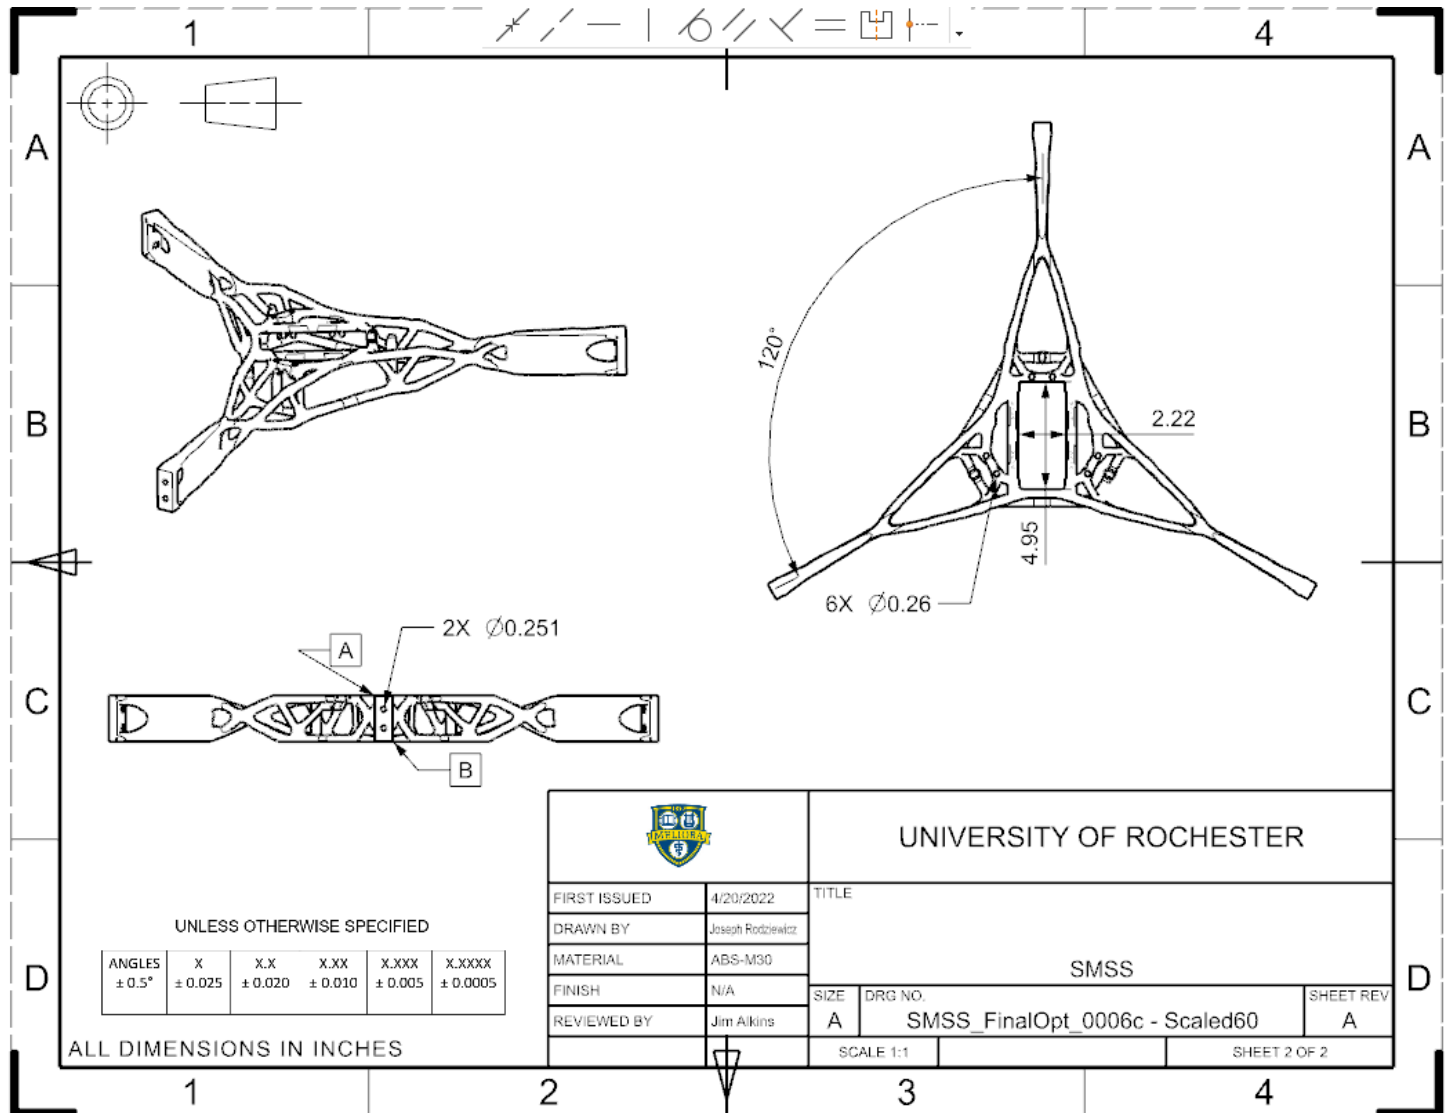 1
4
A
A
120°
B
2.22
B
4.95
6X ∅0.26
2X ∅0.251
A
C
C
B
MELIORA
UNIVERSITY OF ROCHESTER
FIRST ISSUED 4/20/2022
TITLE
UNLESS OTHERWISE SPECIFIED
DRAWN BY Joseph Rodziewicz
MATERIAL ABS-M30
SMSS
ANGLES X X.X X.XX X.XXX X.XXXX
± 0.5° ± 0.025 ± 0.020 ± 0.010 ± 0.005 ± 0.0005
D
D
FINISH N/A
SIZE DRG NO. SHEET REV
REVIEWED BY Jim Alkins
A SMSS_FinalOpt_0006c - Scaled60 A
ALL DIMENSIONS IN INCHES
SCALE 1:1
SHEET 2 OF 2
1
2
3
4